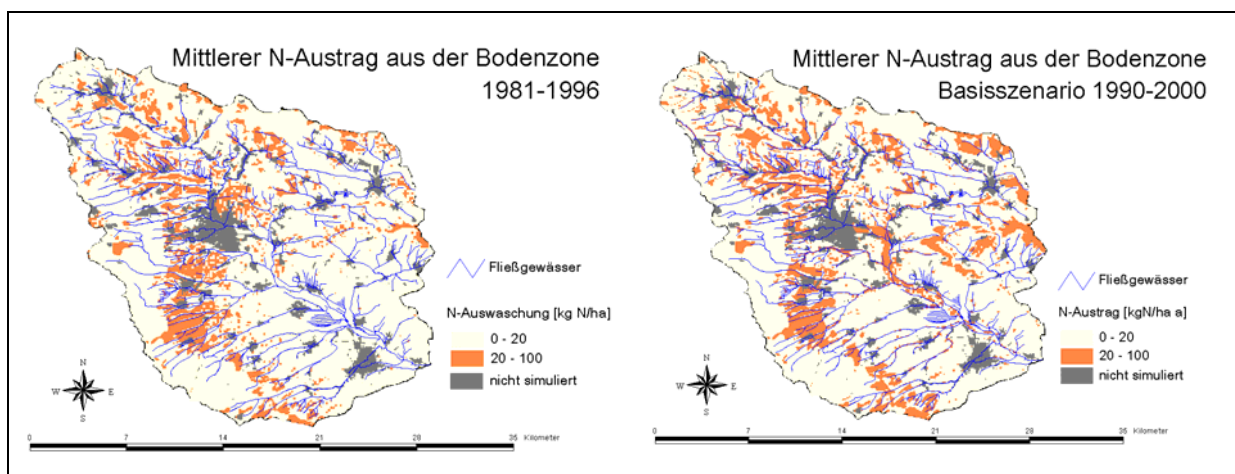 Mittlerer N-Austrag aus der Bodenzone
1981-1996
Fließgewässer
N-Auswaschung [kg N/ha]
0 - 20
20 - 100
nicht simuliert
N
W E
S
0 7 14 21 28 35 Kilometer
Mittlerer N-Austrag aus der Bodenzone
Basisszenario 1990-2000
Fließgewässer
N-Austrag [kgN/ha a]
0 - 20
20 - 100
nicht simuliert
N
W E
S
0 7 14 21 28 35 Kilometer